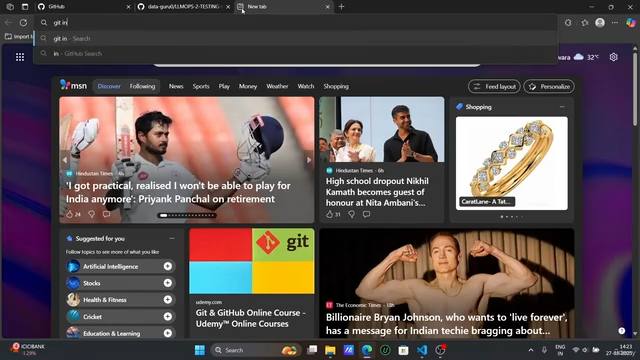 GitHub
data-guru0/LLMOPS-2-TESTING
New tab
git in
git in - Search
in - GitHub Search
Import
wara 32°C
msn
Discover
Following
News
Sports
Play
Money
Weather
Watch
Shopping
Feed layout
Personalize
Hindustan Times · 6h
'I got practical, realised I won't be able to play for
India anymore': Priyank Panchal on retirement
24
Hindustan Times · 6h
High school dropout Nikhil
Kamath becomes guest of
honour at Nita Ambani's...
31
Shopping
CaratLane- A Tat...
Suggested for you
Follow topics to see more of what you like
Artificial Intelligence
Stocks
Health & Fitness
Cricket
Education & Learning
git
udemy.com
Git & GitHub Online Course -
Udemy™ Online Courses
The Economic Times
Billionaire Bryan Johnson, who wants to 'live forever',
has a message for Indian techie bragging about...
ICICIBANK
-1.29%
Search
ENG
IN
14:23